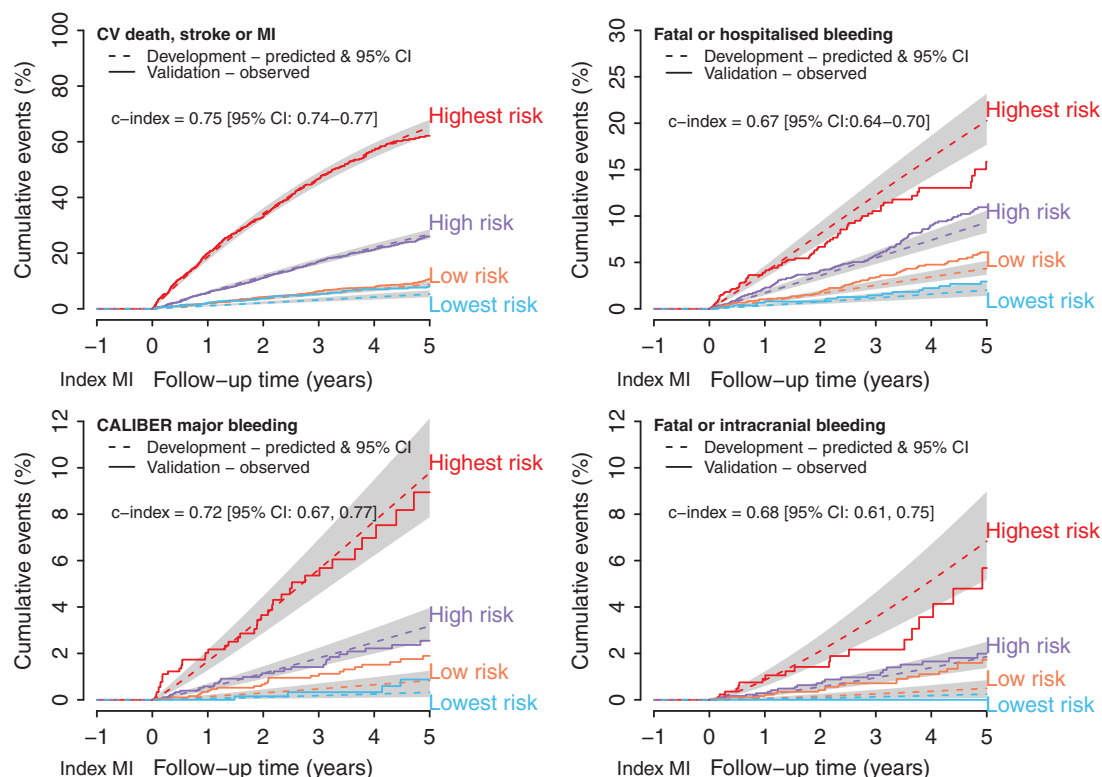 CV death, stroke or MI
Development – predicted & 95% CI
Validation – observed
c−index = 0.75 [95% CI: 0.74−0.77]
Cumulative events (%)
100
80
60
40
20
0
Highest risk
High risk
Low risk
Lowest risk
−1 0 1 2 3 4 5
Index MI Follow−up time (years)
Fatal or hospitalised bleeding
Development – predicted & 95% CI
Validation – observed
c−index = 0.67 [95% CI:0.64−0.70]
Cumulative events (%)
30
25
20
15
10
5
0
Highest risk
High risk
Low risk
Lowest risk
−1 0 1 2 3 4 5
Index MI Follow−up time (years)
CALIBER major bleeding
Development – predicted & 95% CI
Validation – observed
c−index = 0.72 [95% CI: 0.67, 0.77]
Cumulative events (%)
12
10
8
6
4
2
0
Highest risk
High risk
Low risk
Lowest risk
−1 0 1 2 3 4 5
Index MI Follow−up time (years)
Fatal or intracranial bleeding
Development – predicted & 95% CI
Validation – observed
c−index = 0.68 [95% CI: 0.61, 0.75]
Cumulative events (%)
12
10
8
6
4
2
0
Highest risk
High risk
Low risk
Lowest risk
−1 0 1 2 3 4 5
Index MI Follow−up time (years)